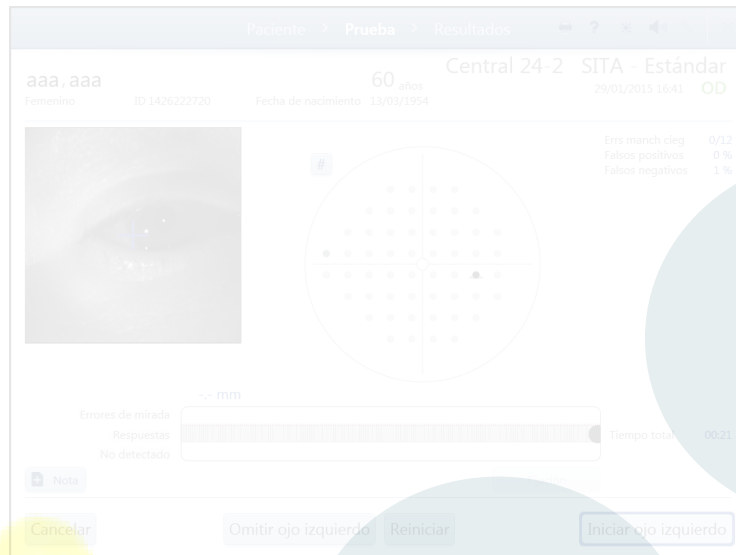 Paciente > Prueba > Resultados ?
aaa, aaa
60 años
Central 24-2 SITA - Estándar
Femenino ID 1426222720 Fecha de nacimiento 13/03/1954
29/01/2015 16:41 OD
Errs manch cieg 0/12
Falsos positivos 0 %
Falsos negativos 1 %
#
-.- mm
Errores de mirada
Respuestas
No detectado
Tiempo total 00:21
Nota
Cancelar Omitir ojo izquierdo Reiniciar Iniciar ojo izquierdo